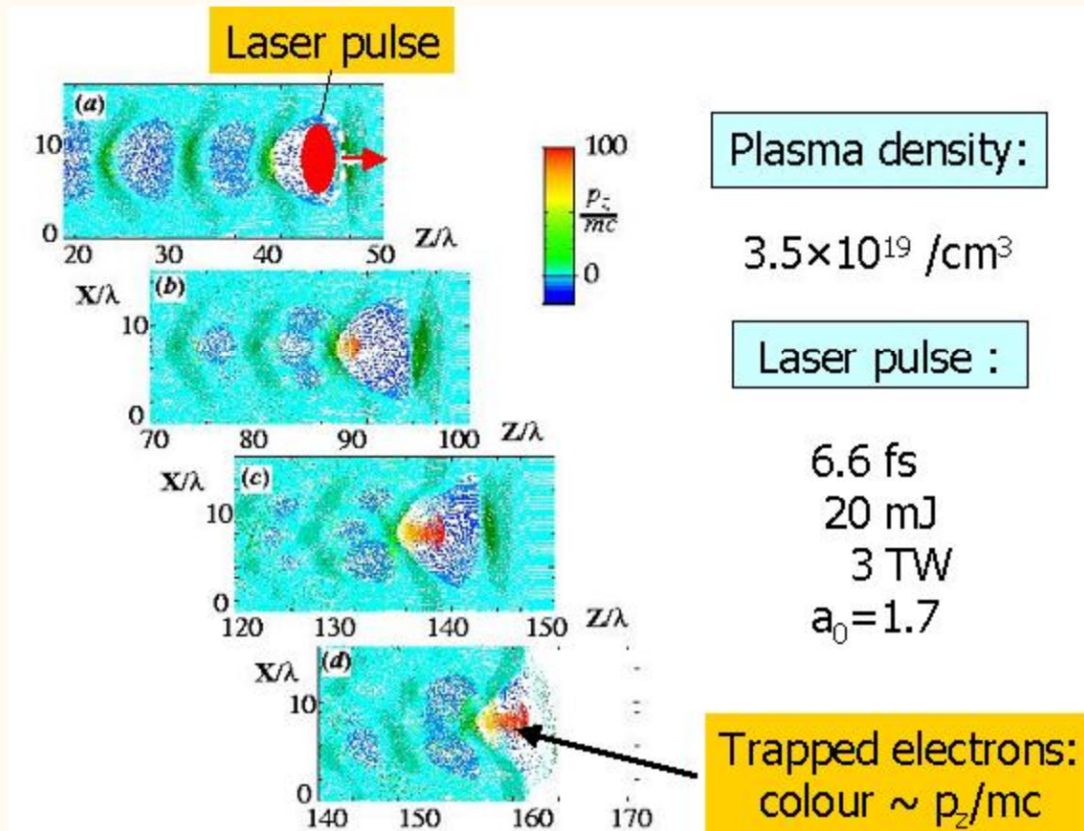 Laser pulse
(a)
10
0
20 30 40 Z/λ 50
100
p_z/mc
0
Plasma density:
3.5×10¹⁹ /cm³
X/λ
(b)
10
0
70 80 90 100 Z/λ
Laser pulse :
6.6 fs
20 mJ
3 TW
a₀=1.7
X/λ
(c)
10
0
120 130 140 150 Z/λ
X/λ
(d)
10
0
140 150 160 170
Trapped electrons:
colour ~ p_z/mc